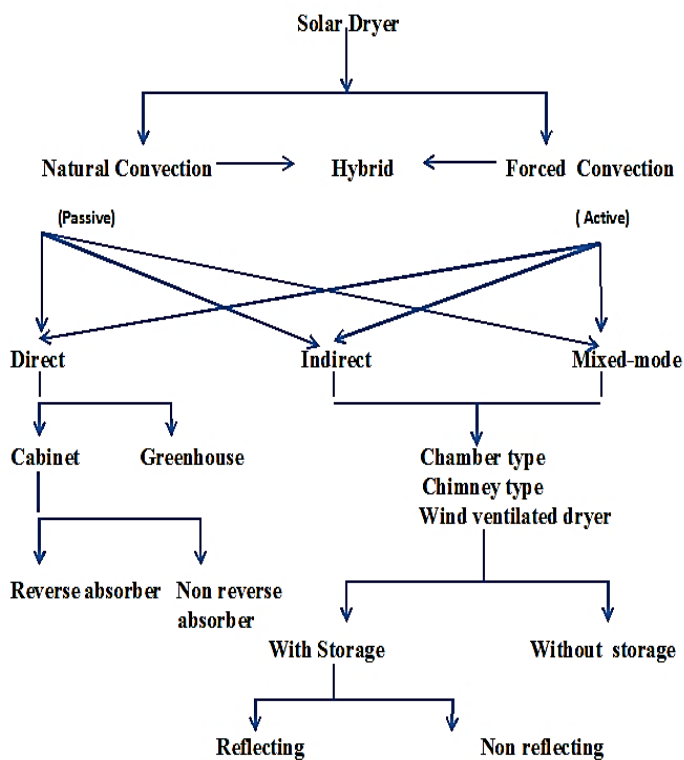 Solar Dryer
Natural Convection
Hybrid
Forced Convection
(Passive)
( Active)
Direct
Indirect
Mixed-mode
Cabinet
Greenhouse
Chamber type
Chimney type
Wind ventilated dryer
Reverse absorber
Non reverse
absorber
With Storage
Without storage
Reflecting
Non reflecting